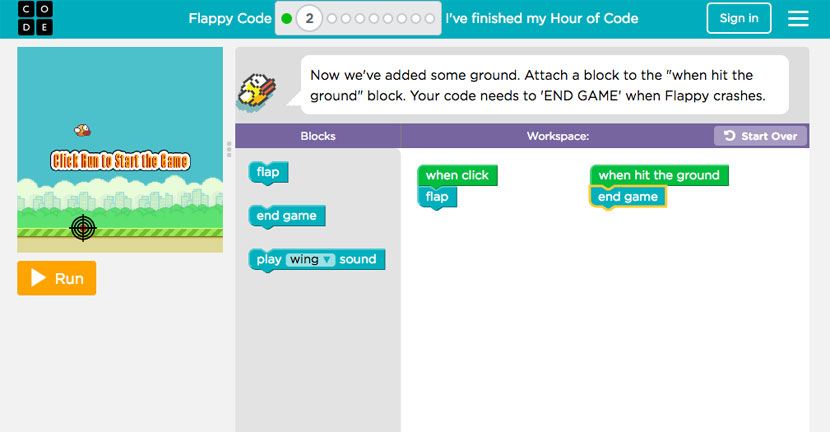 CODE
Flappy Code 2 I've finished my Hour of Code
Sign in
Now we've added some ground. Attach a block to the "when hit the
ground" block. Your code needs to 'END GAME' when Flappy crashes.
Click Run to Start the Game
Run
Blocks
Workspace:
Start Over
flap
end game
play wing sound
when click
flap
when hit the ground
end game